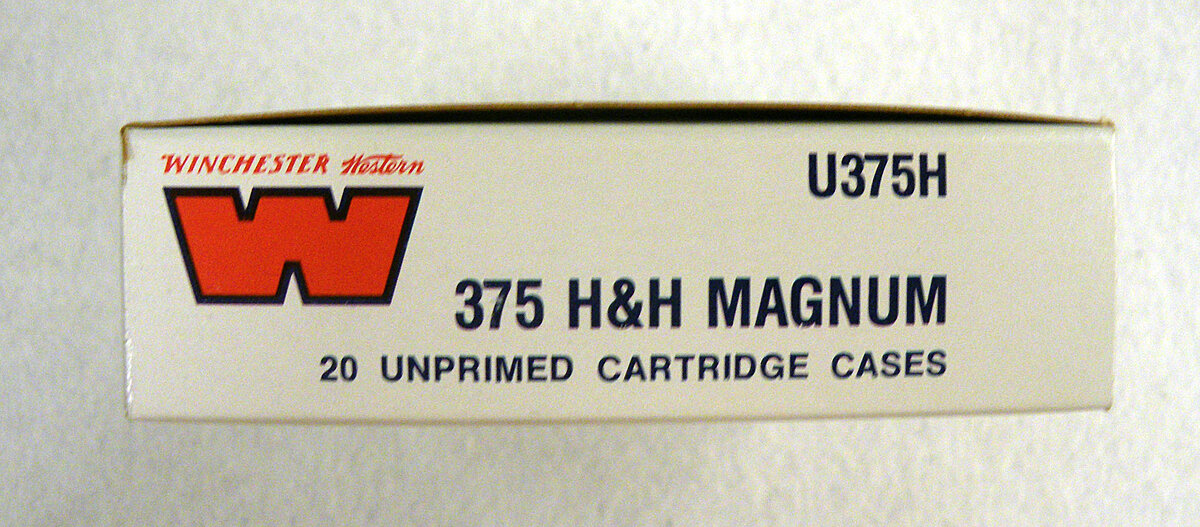 WINCHESTER Western
U375H
W
375 H&H MAGNUM
20 UNPRIMED CARTRIDGE CASES